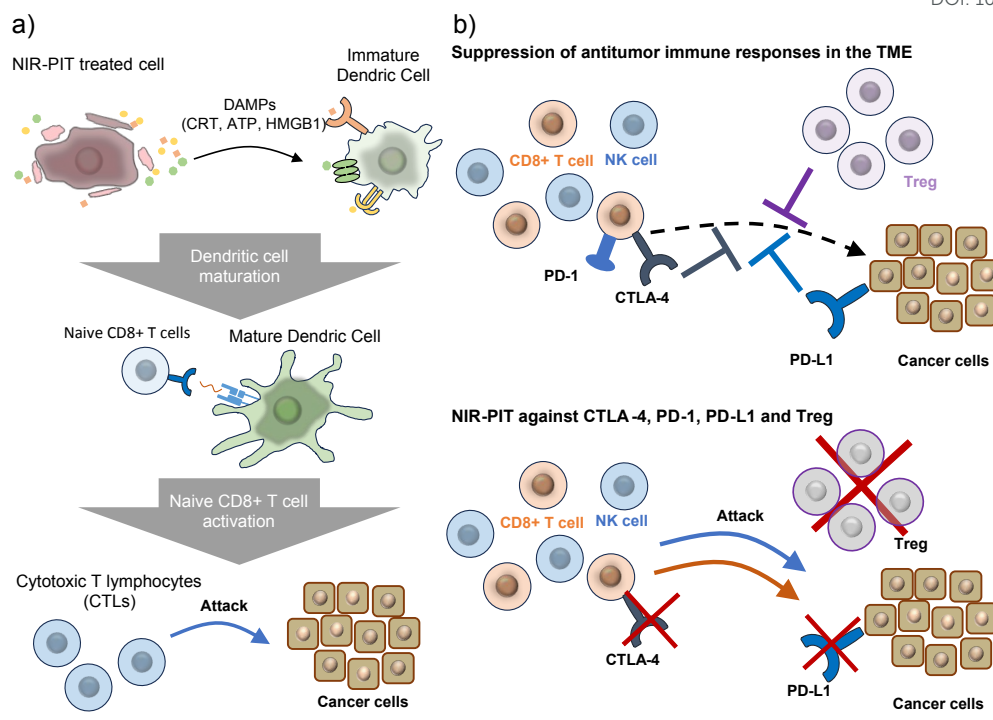 DOI: 10
a)
NIR-PIT treated cell
Immature
Dendric Cell
DAMPs
(CRT, ATP, HMGB1)
Dendritic cell
maturation
Naive CD8+ T cells
Mature Dendric Cell
Naive CD8+ T cell
activation
Cytotoxic T lymphocytes
(CTLs)
Attack
Cancer cells
b)
Suppression of antitumor immune responses in the TME
CD8+ T cell
NK cell
Treg
PD-1
CTLA-4
PD-L1
Cancer cells
NIR-PIT against CTLA-4, PD-1, PD-L1 and Treg
CD8+ T cell
NK cell
Attack
Treg
CTLA-4
PD-L1
Cancer cells